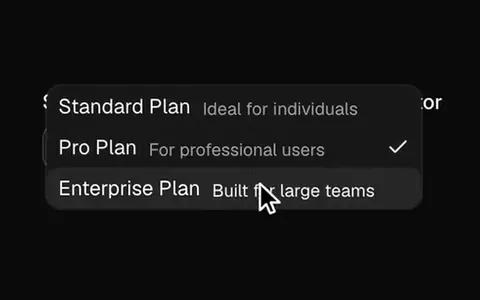 Standard Plan Ideal for individuals
Pro Plan For professional users
Enterprise Plan Built for large teams